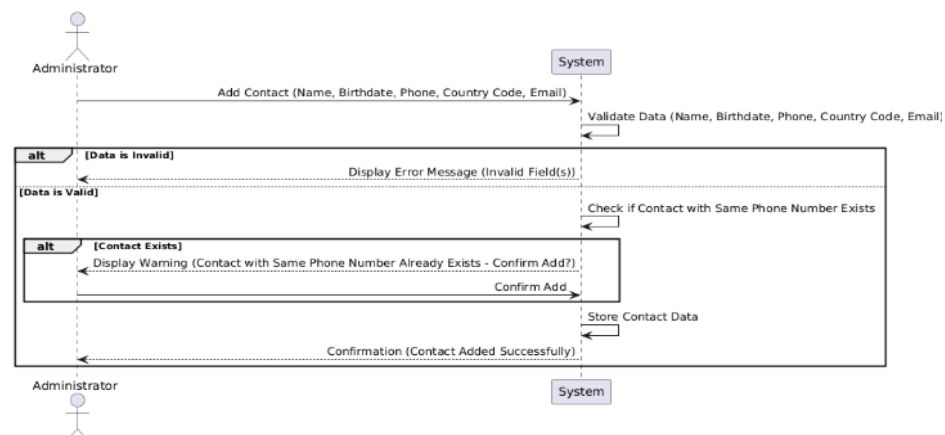 Administrator
System
Add Contact (Name, Birthdate, Phone, Country Code, Email)
Validate Data (Name, Birthdate, Phone, Country Code, Email)
alt [Data is Invalid]
Display Error Message (Invalid Field(s))
[Data is Valid]
Check if Contact with Same Phone Number Exists
alt [Contact Exists]
Display Warning (Contact with Same Phone Number Already Exists - Confirm Add?)
Confirm Add
Store Contact Data
Confirmation (Contact Added Successfully)
Administrator
System